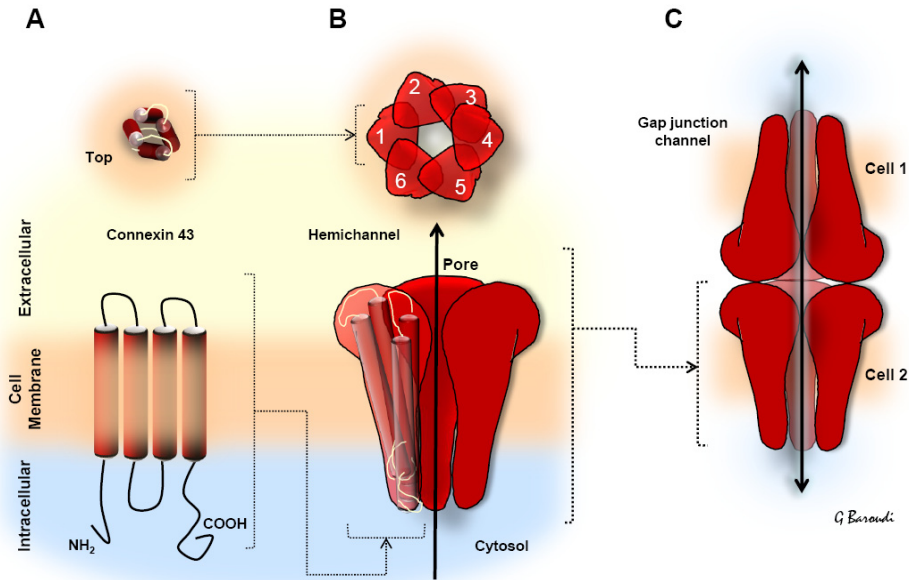 A
B
C
Top
Connexin 43
Extracellular
Cell
Membrane
Intracellular
NH2
COOH
1
2
3
4
5
6
Hemichannel
Pore
Cytosol
Gap junction
channel
Cell 1
Cell 2
G Baroudi